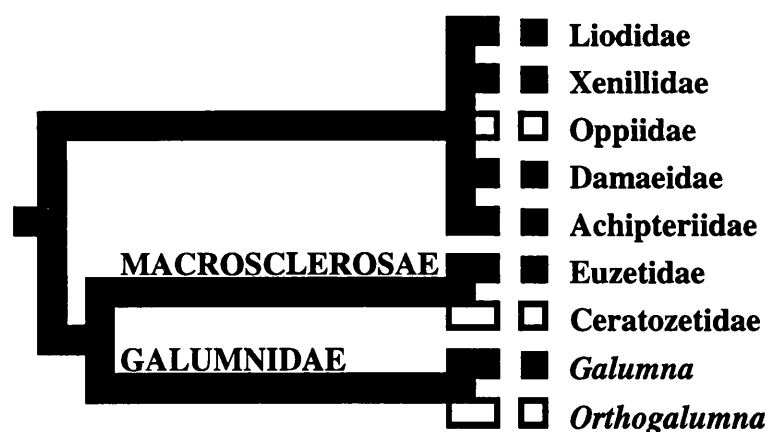 Liodidae
Xenillidae
Oppiidae
Damaeidae
Achipteriidae
MACROSCLEROSAE
Euzetidae
Ceratozetidae
GALUMNIDAE
Galumna
Orthogalumna